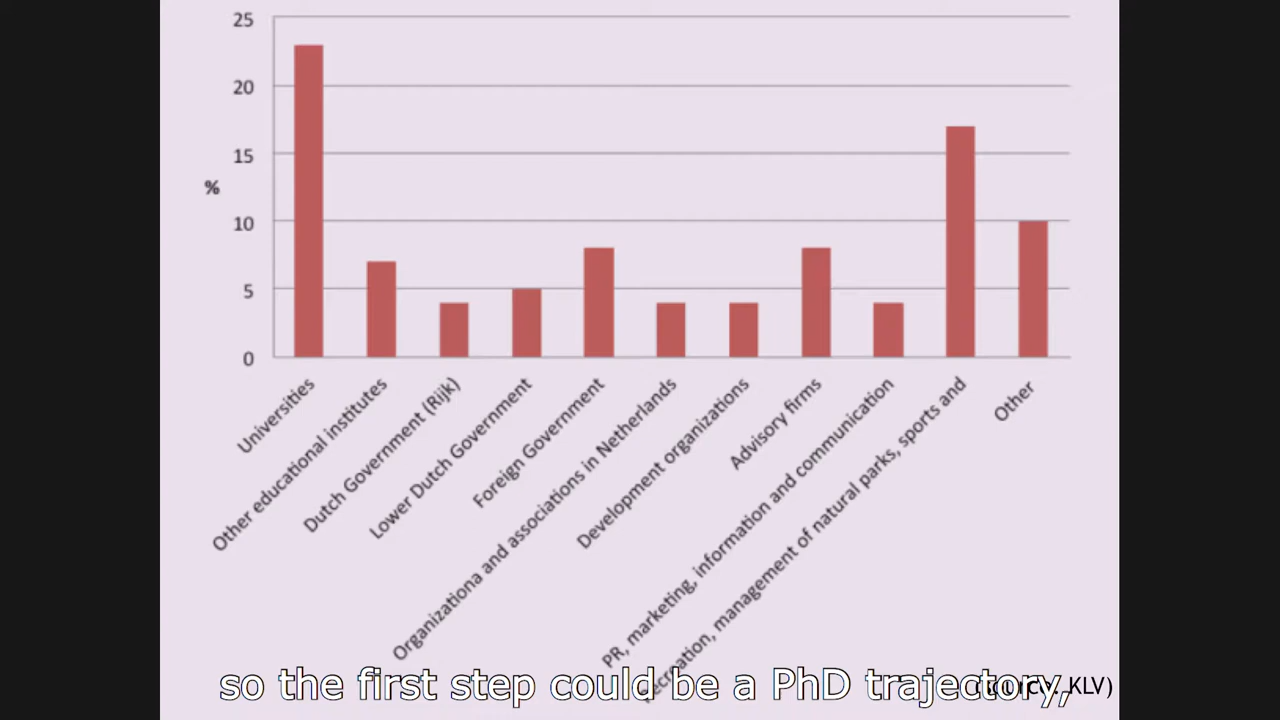 25
20
15
%
10
5
0
Universities
Other educational institutes
Dutch Government (Rijk)
Lower Dutch Government
Foreign Government
Organizationa and associations in Netherlands
Development organizations
Advisory firms
PR, marketing, information and communication
management of natural parks, sports and
Other
so the first step could be a PhD trajectory,
KLV)